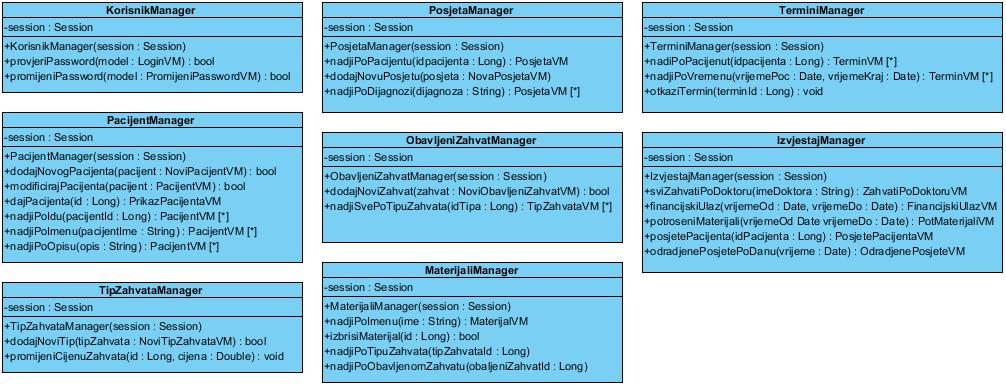 KorisnikManager
-session : Session
+KorisnikManager(session : Session)
+provjeriPassword(model : LoginVM) : bool
+promijeniPassword(model : PromijeniPasswordVM) : bool
PacijentManager
-session : Session
+PacijentManager(session : Session)
+dodajNovogPacijenta(pacijent : NoviPacijentVM) : bool
+modificirajPacijenta(pacijent : PacijentVM) : bool
+dajPacijenta(id : Long) : PrikazPacijentaVM
+nadjiPoIdu(pacijentId : Long) : PacijentVM [*]
+nadjiPoImenu(pacijentIme : String) : PacijentVM [*]
+nadjiPoOpisu(opis : String) : PacijentVM [*]
TipZahvataManager
-session : Session
+TipZahvataManager(session : Session)
+dodajNoviTip(tipZahvata : NoviTipZahvataVM) : bool
+promijeniCijenuZahvata(id : Long, cijena : Double) : void
PosjetaManager
-session : Session
+PosjetaManager(session : Session)
+nadjiPoPacijentu(idpacijenta : Long) : PosjetaVM
+dodajNovuPosjetu(posjeta : NovaPosjetaVM)
+nadjiPoDijagnozi(dijagnoza : String) : PosjetaVM [*]
ObavljeniZahvatManager
-session : Session
+ObavljeniZahvatManager(session : Session)
+dodajNoviZahvat(zahvat : NoviObavljeniZahvatVM) : bool
+nadjiSvePoTipuZahvata(idTipa : Long) : TipZahvataVM [*]
MaterijaliManager
-session : Session
+MaterijaliManager(session : Session)
+nadjiPoImenu(ime : String) : MaterijalVM
+izbrisiMaterijal(id : Long) : bool
+nadjiPoTipuZahvata(tipZahvataId : Long)
+nadjiPoObavljenomZahvatu(obaljeniZahvatId : Long)
TerminiManager
-session : Session
+TerminiManager(session : Session)
+nadiPoPacijenut(idpacijenta : Long) : TerminVM [*]
+nadjiPoVremenu(vrijemePoc : Date, vrijemeKraj : Date) : TerminVM [*]
+otkaziTermin(terminId : Long) : void
IzvjestajManager
-session : Session
+IzvjestajManager(session : Session)
+sviZahvatiPoDoktoru(imeDoktora : String) : ZahvatiPoDoktoruVM
+financijskiUlaz(vrijemeOd : Date, vrijemeDo : Date) : FinancijskiUlazVM
+potroseniMaterijali(vrijemeOd Date vrijemeDo : Date) : PotMaterijaliVM
+posjetePacijenta(idPacijenta : Long) : PosjetePacijentaVM
+odradjenePosjetePoDanu(vrijeme : Date) : OdradjenePosjeteVM